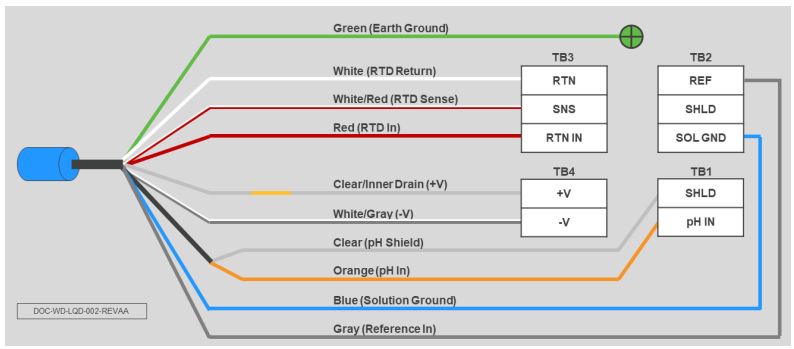 Green (Earth Ground)
TB3
TB2
White (RTD Return)
RTN
REF
White/Red (RTD Sense)
SNS
SHLD
Red (RTD In)
RTN IN
SOL GND
TB4
TB1
Clear/Inner Drain (+V)
+V
SHLD
White/Gray (-V)
-V
pH IN
Clear (pH Shield)
Orange (pH In)
Blue (Solution Ground)
DOC-WD-LQD-002-REVAA
Gray (Reference In)